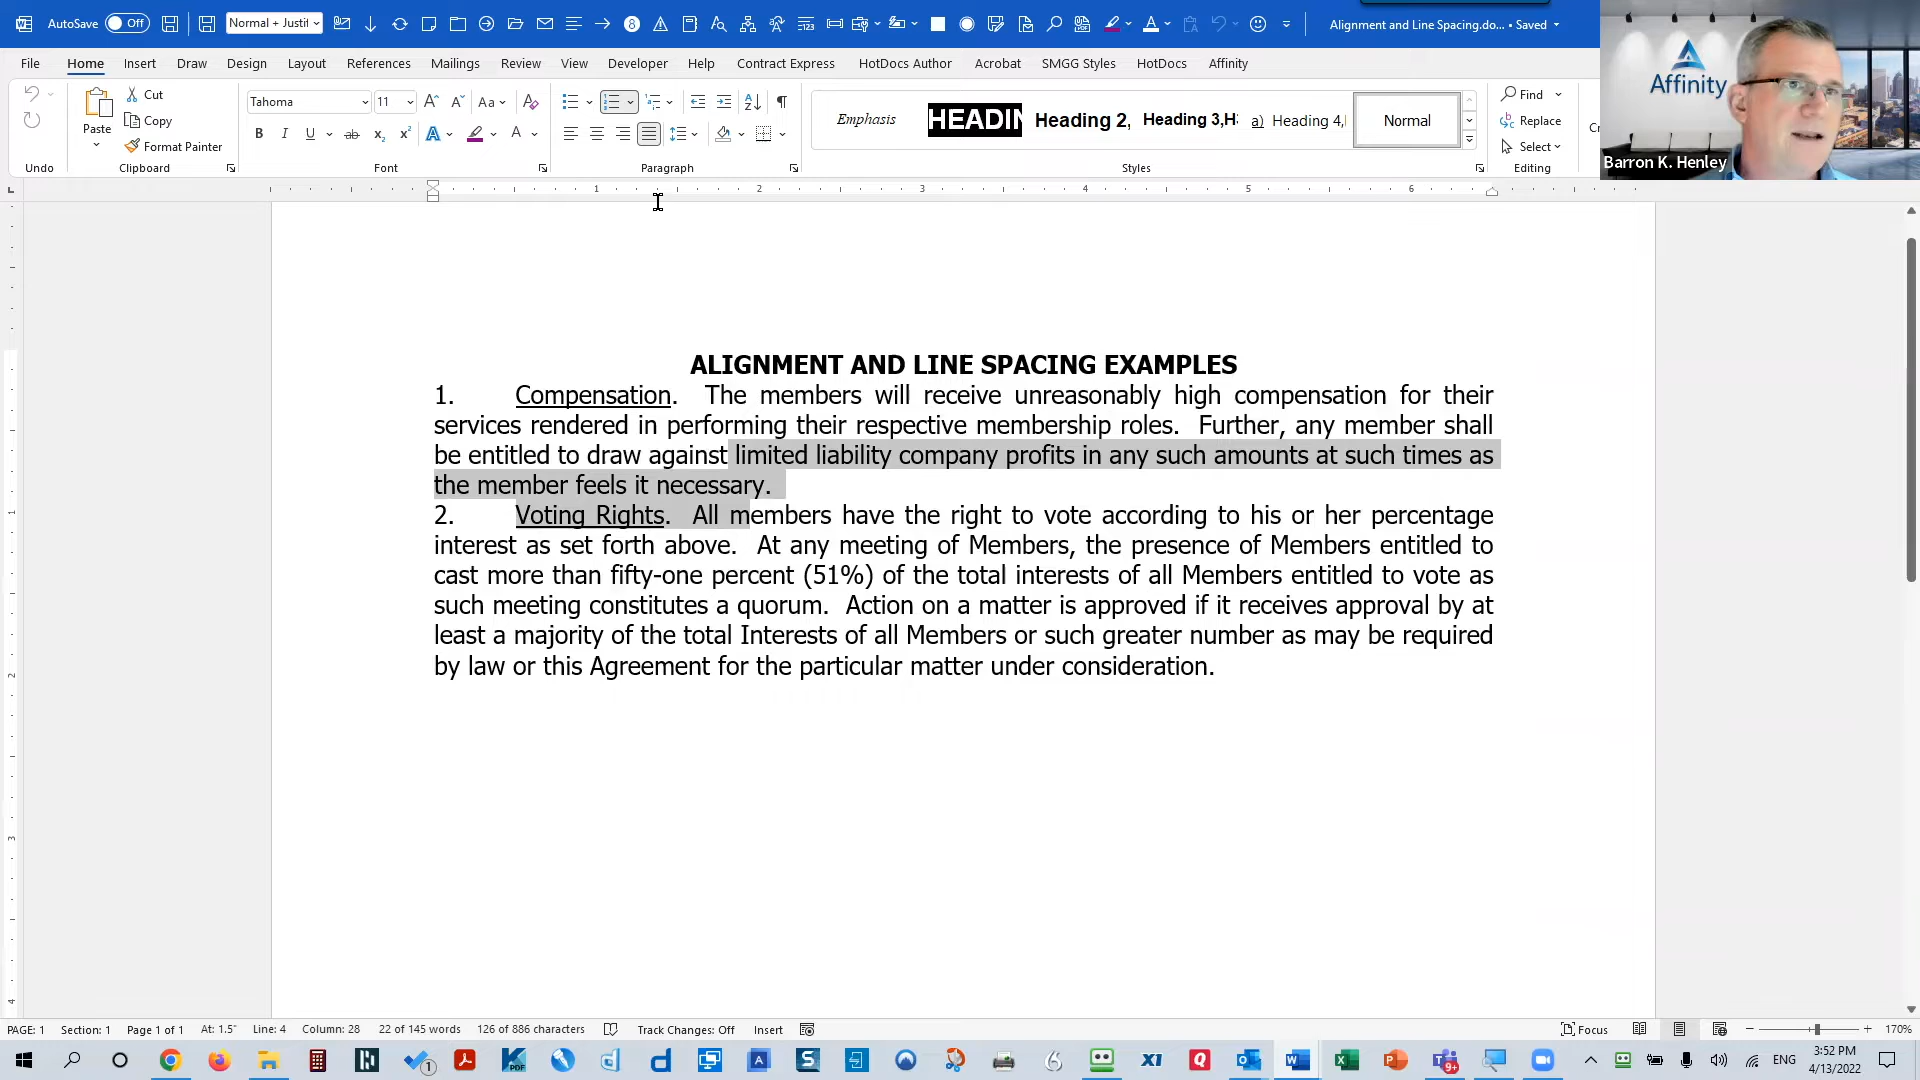 AutoSave Off Normal + Justif 8 Alignment and Line Spacing.do... • Saved
File Home Insert Draw Design Layout References Mailings Review View Developer Help Contract Express HotDocs Author Acrobat SMGG Styles HotDocs Affinity
Affinity
Barron K. Henley
Paste
Cut
Copy
Format Painter
Tahoma 11
Emphasis HEADIN Heading 2, Heading 3,H: a) Heading 4, Normal
Find
Replace
Select
Undo Clipboard Font Paragraph Styles Editing
1 2 3 4 5 6
ALIGNMENT AND LINE SPACING EXAMPLES
1. Compensation. The members will receive unreasonably high compensation for their
services rendered in performing their respective membership roles. Further, any member shall
be entitled to draw against limited liability company profits in any such amounts at such times as
the member feels it necessary.
2. Voting Rights. All members have the right to vote according to his or her percentage
interest as set forth above. At any meeting of Members, the presence of Members entitled to
cast more than fifty-one percent (51%) of the total interests of all Members entitled to vote as
such meeting constitutes a quorum. Action on a matter is approved if it receives approval by at
least a majority of the total Interests of all Members or such greater number as may be required
by law or this Agreement for the particular matter under consideration.
PAGE: 1 Section: 1 Page 1 of 1 At: 1.5" Line: 4 Column: 28 22 of 145 words 126 of 886 characters Track Changes: Off Insert Focus 170%
ENG 3:52 PM
4/13/2022